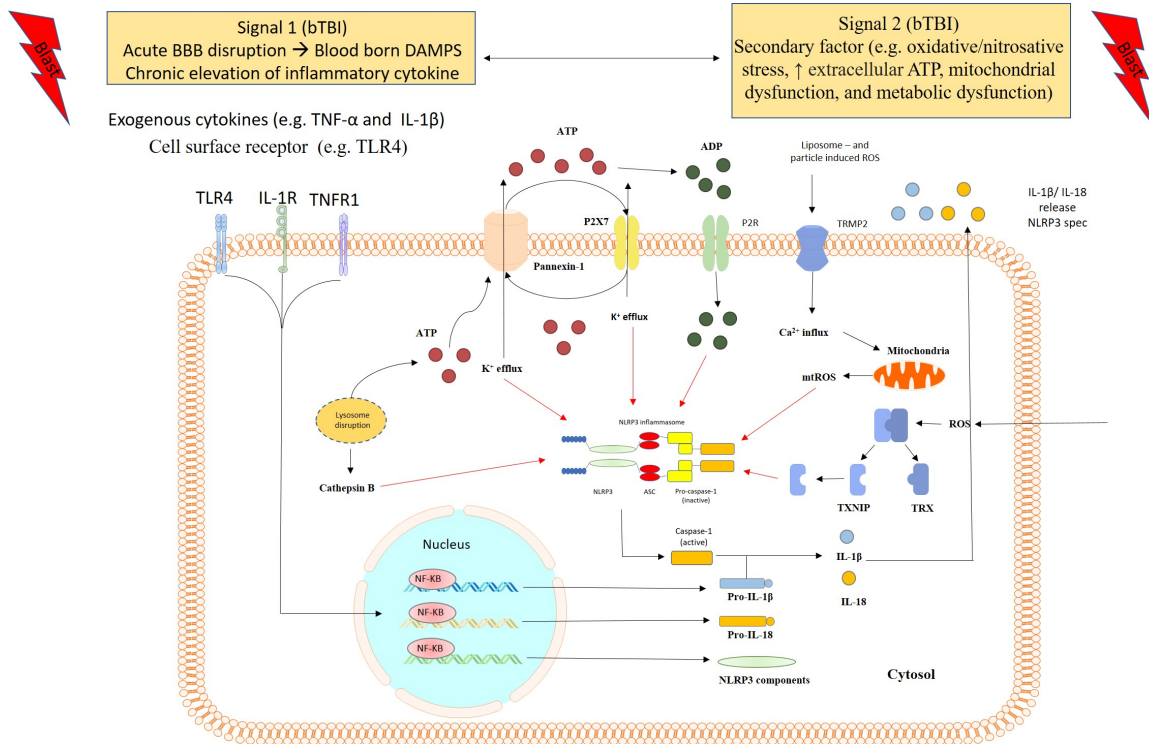 Blast
Signal 1 (bTBI)
Acute BBB disruption → Blood born DAMPS
Chronic elevation of inflammatory cytokine
Signal 2 (bTBI)
Secondary factor (e.g. oxidative/nitrosative
stress, ↑ extracellular ATP, mitochondrial
dysfunction, and metabolic dysfunction)
Blast
Exogenous cytokines (e.g. TNF-α and IL-1β)
Cell surface receptor (e.g. TLR4)
ATP
ADP
Liposome – and
particle induced ROS
TLR4
IL-1R
TNFR1
P2X7
P2R
TRMP2
IL-1β/ IL-18
release
NLRP3 spec
Pannexin-1
ATP
K⁺ efflux
K⁺ efflux
Ca²⁺ influx
Mitochondria
mtROS
Lysosome
disruption
Cathepsin B
NLRP3 inflammasome
NLRP3
ASC
Pro-caspase-1
(inactive)
ROS
TXNIP
TRX
Caspase-1
(active)
IL-1β
IL-18
Nucleus
NF-KB
NF-KB
NF-KB
Pro-IL-1β
Pro-IL-18
NLRP3 components
Cytosol